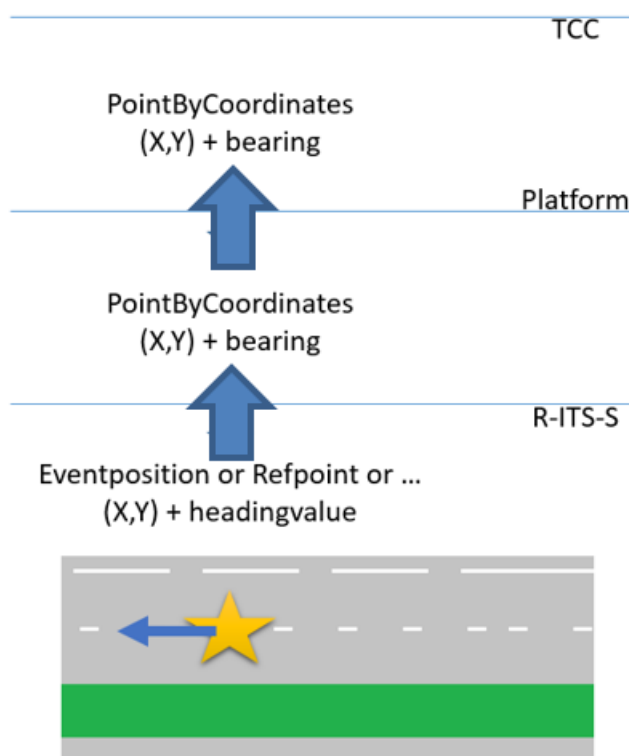 TCC
PointByCoordinates
(X,Y) + bearing
Platform
PointByCoordinates
(X,Y) + bearing
R-ITS-S
Eventposition or Refpoint or ...
(X,Y) + headingvalue